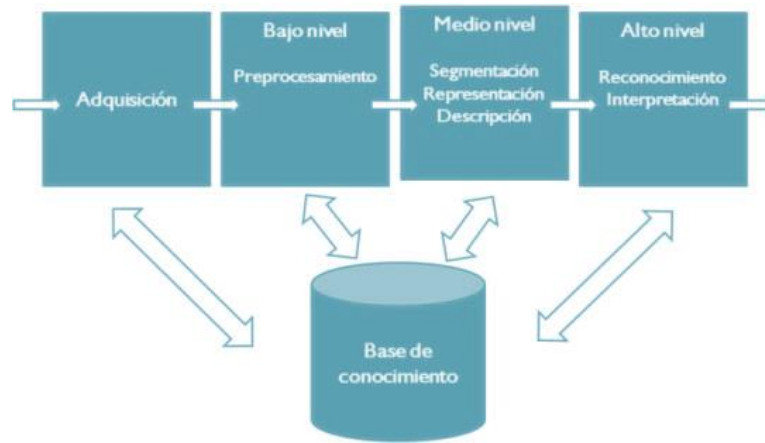 Adquisición
Bajo nivel
Preprocesamiento
Medio nivel
Segmentación
Representación
Descripción
Alto nivel
Reconocimiento
Interpretación
Base de
conocimiento